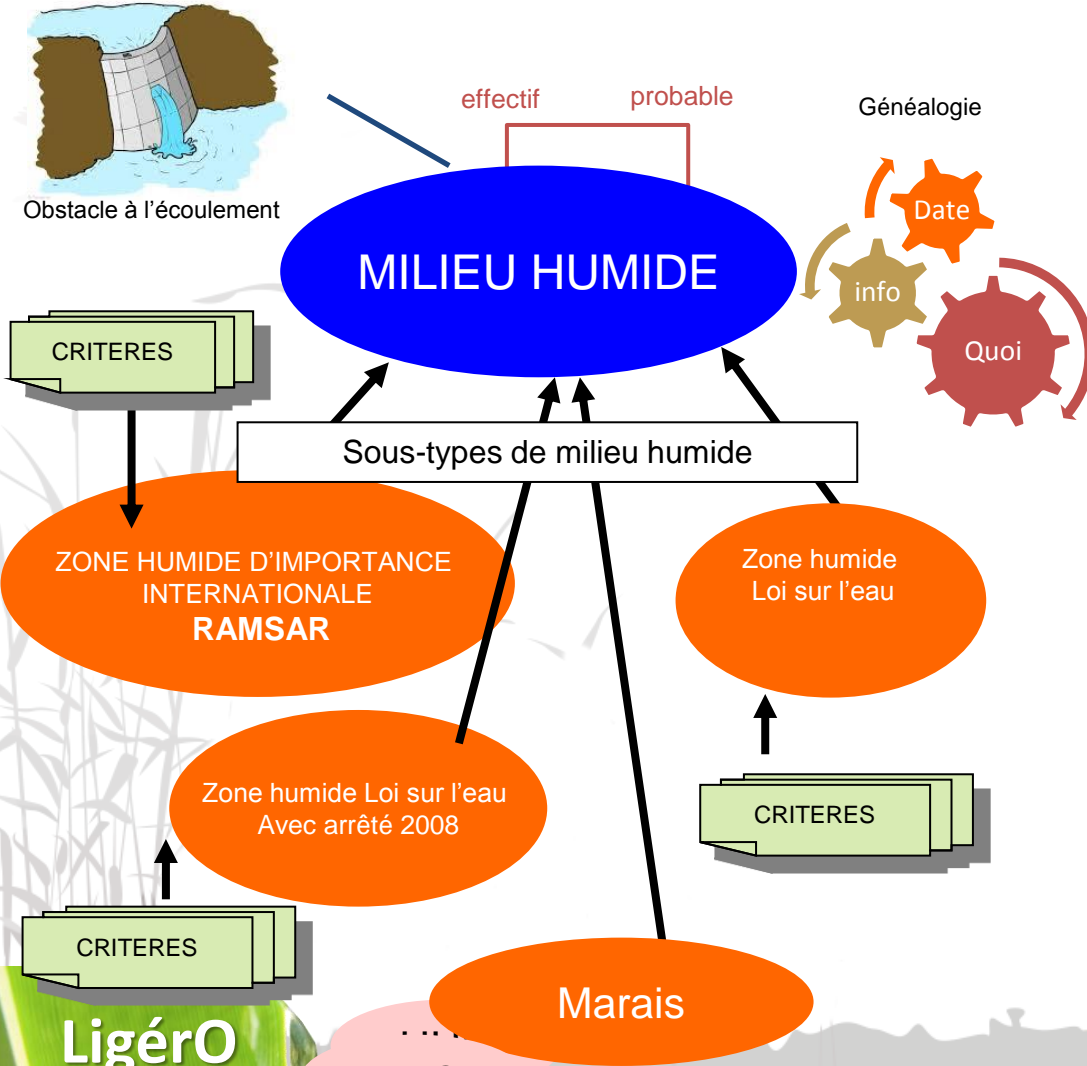 effectif
probable
Généalogie
Obstacle à l'écoulement
Date
MILIEU HUMIDE
info
Quoi
CRITERES
Sous-types de milieu humide
ZONE HUMIDE D'IMPORTANCE
INTERNATIONALE
RAMSAR
Zone humide
Loi sur l'eau
Zone humide Loi sur l'eau
Avec arrêté 2008
CRITERES
CRITERES
Marais
LigérO